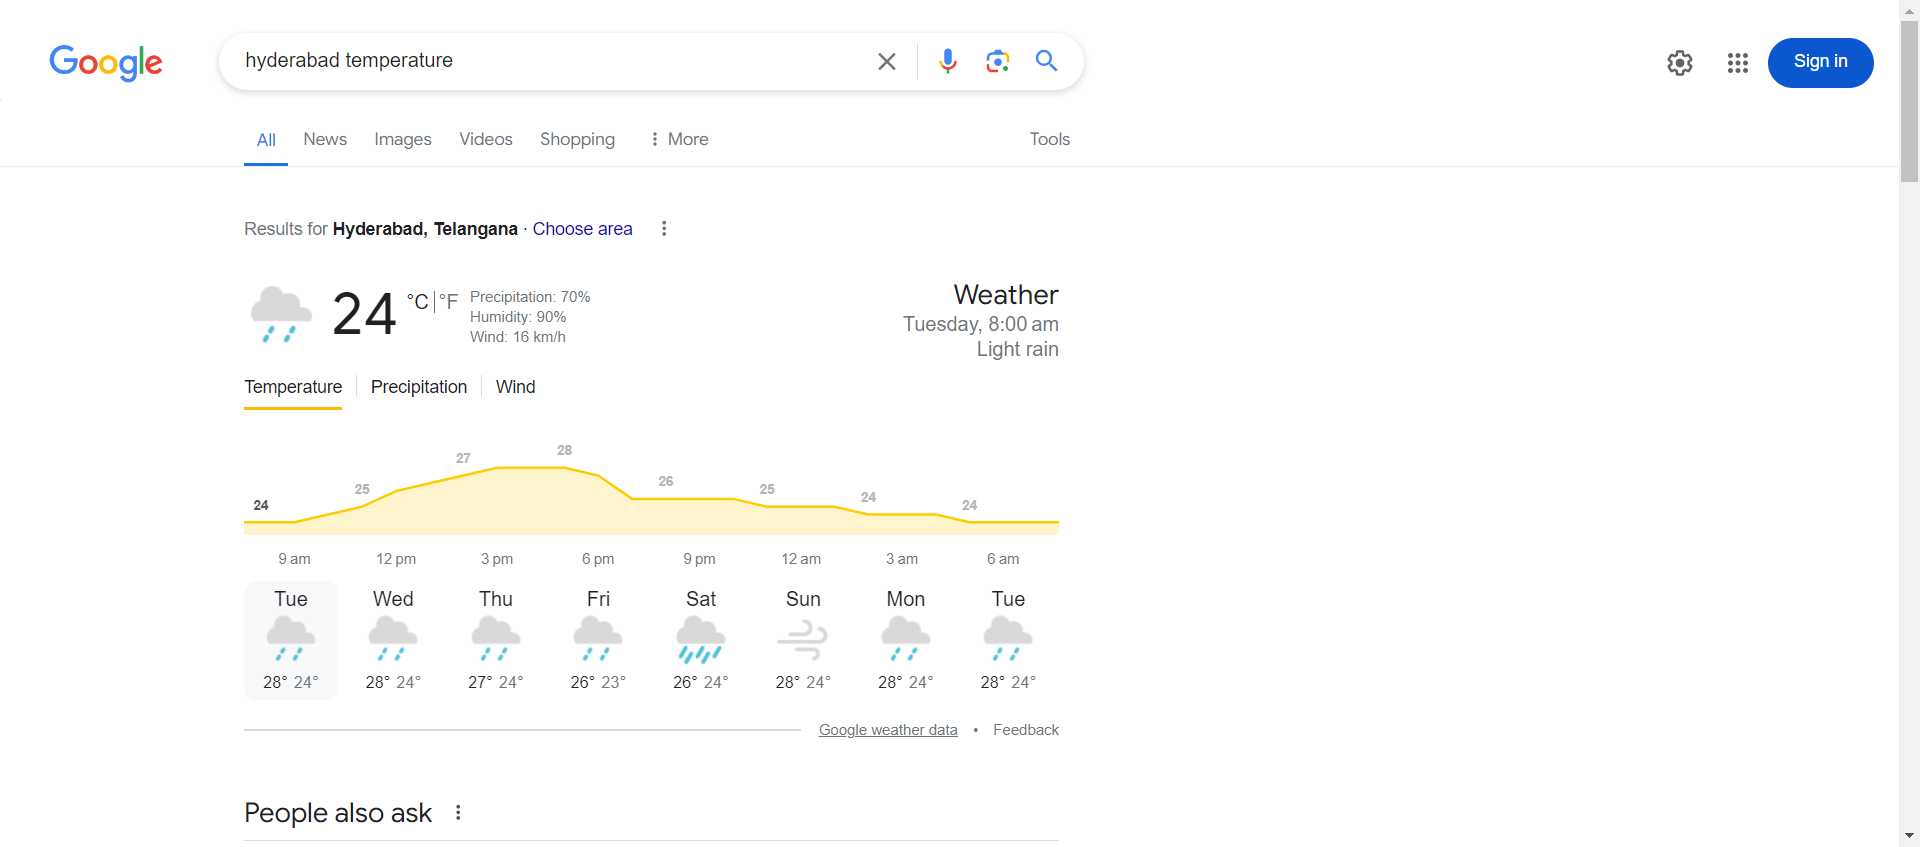 Google
hyderabad temperature
Sign in
All News Images Videos Shopping More Tools
Results for Hyderabad, Telangana · Choose area
24 °C | °F
Precipitation: 70%
Humidity: 90%
Wind: 16 km/h
Weather
Tuesday, 8:00 am
Light rain
Temperature Precipitation Wind
24 25 27 28 26 25 24 24
9 am 12 pm 3 pm 6 pm 9 pm 12 am 3 am 6 am
Tue Wed Thu Fri Sat Sun Mon Tue
28° 24° 28° 24° 27° 24° 26° 23° 26° 24° 28° 24° 28° 24° 28° 24°
Google weather data • Feedback
People also ask